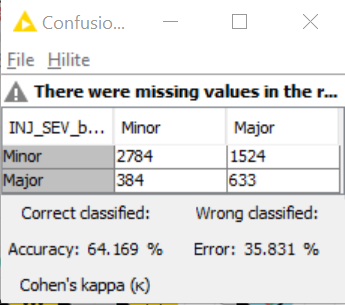 Confusio...
File Hilite
There were missing values in the r...
INJ_SEV_b... Minor Major
Minor 2784 1524
Major 384 633
Correct classified: Wrong classified:
Accuracy: 64.169 % Error: 35.831 %
Cohen's kappa (κ)